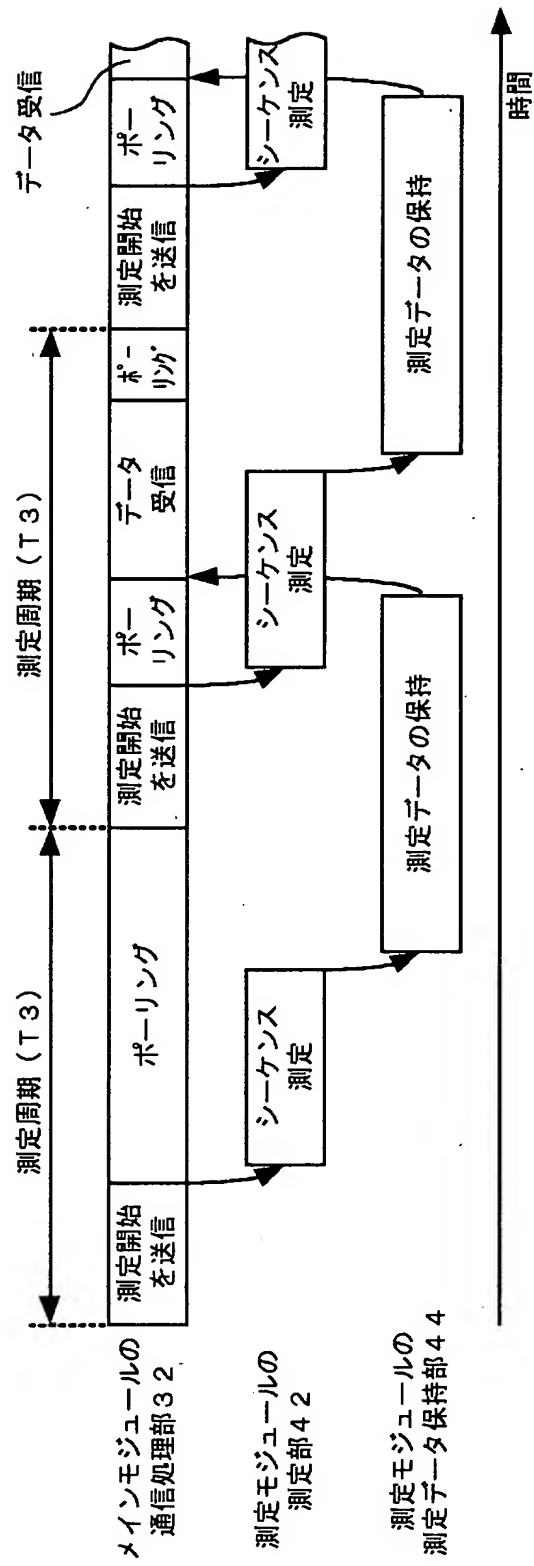 測定周期（T3）
測定周期（T3）
データ受信
メインモジュールの
通信処理部32
測定開始
を送信
ポーリング
測定開始
を送信
ポー
リング
データ
受信
ポー
リング
測定開始
を送信
ポー
リング
測定モジュールの
測定部42
シーケンス
測定
シーケンス
測定
シーケンス
測定
測定モジュールの
測定データ保持部44
測定データの保持
測定データの保持
時間